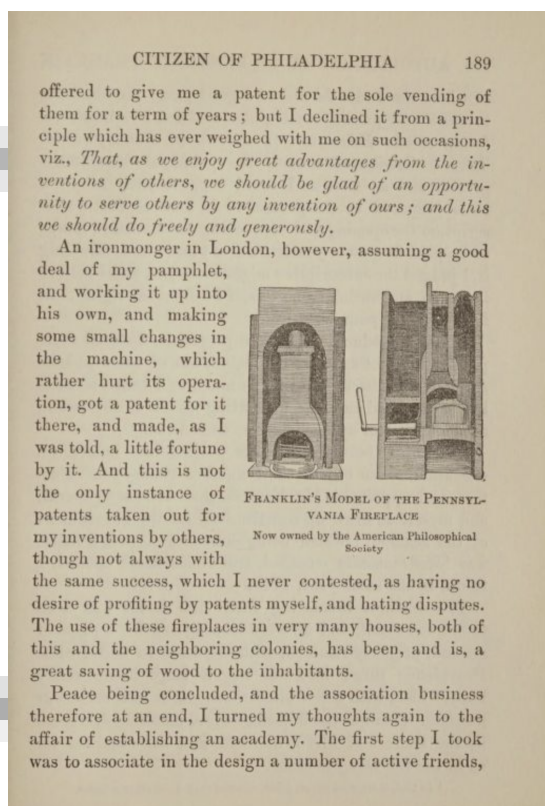 CITIZEN OF PHILADELPHIA 189
offered to give me a patent for the sole vending of
them for a term of years; but I declined it from a prin-
ciple which has ever weighed with me on such occasions,
viz., That, as we enjoy great advantages from the in-
ventions of others, we should be glad of an opportu-
nity to serve others by any invention of ours; and this
we should do freely and generously.
An ironmonger in London, however, assuming a good
deal of my pamphlet,
and working it up into
his own, and making
some small changes in
the machine, which
rather hurt its opera-
tion, got a patent for it
there, and made, as I
was told, a little fortune
by it. And this is not
the only instance of
patents taken out for
my inventions by others,
though not always with
FRANKLIN'S MODEL OF THE PENNSYL-
VANIA FIREPLACE
Now owned by the American Philosophical
Society
the same success, which I never contested, as having no
desire of profiting by patents myself, and hating disputes.
The use of these fireplaces in very many houses, both of
this and the neighboring colonies, has been, and is, a
great saving of wood to the inhabitants.
Peace being concluded, and the association business
therefore at an end, I turned my thoughts again to the
affair of establishing an academy. The first step I took
was to associate in the design a number of active friends,